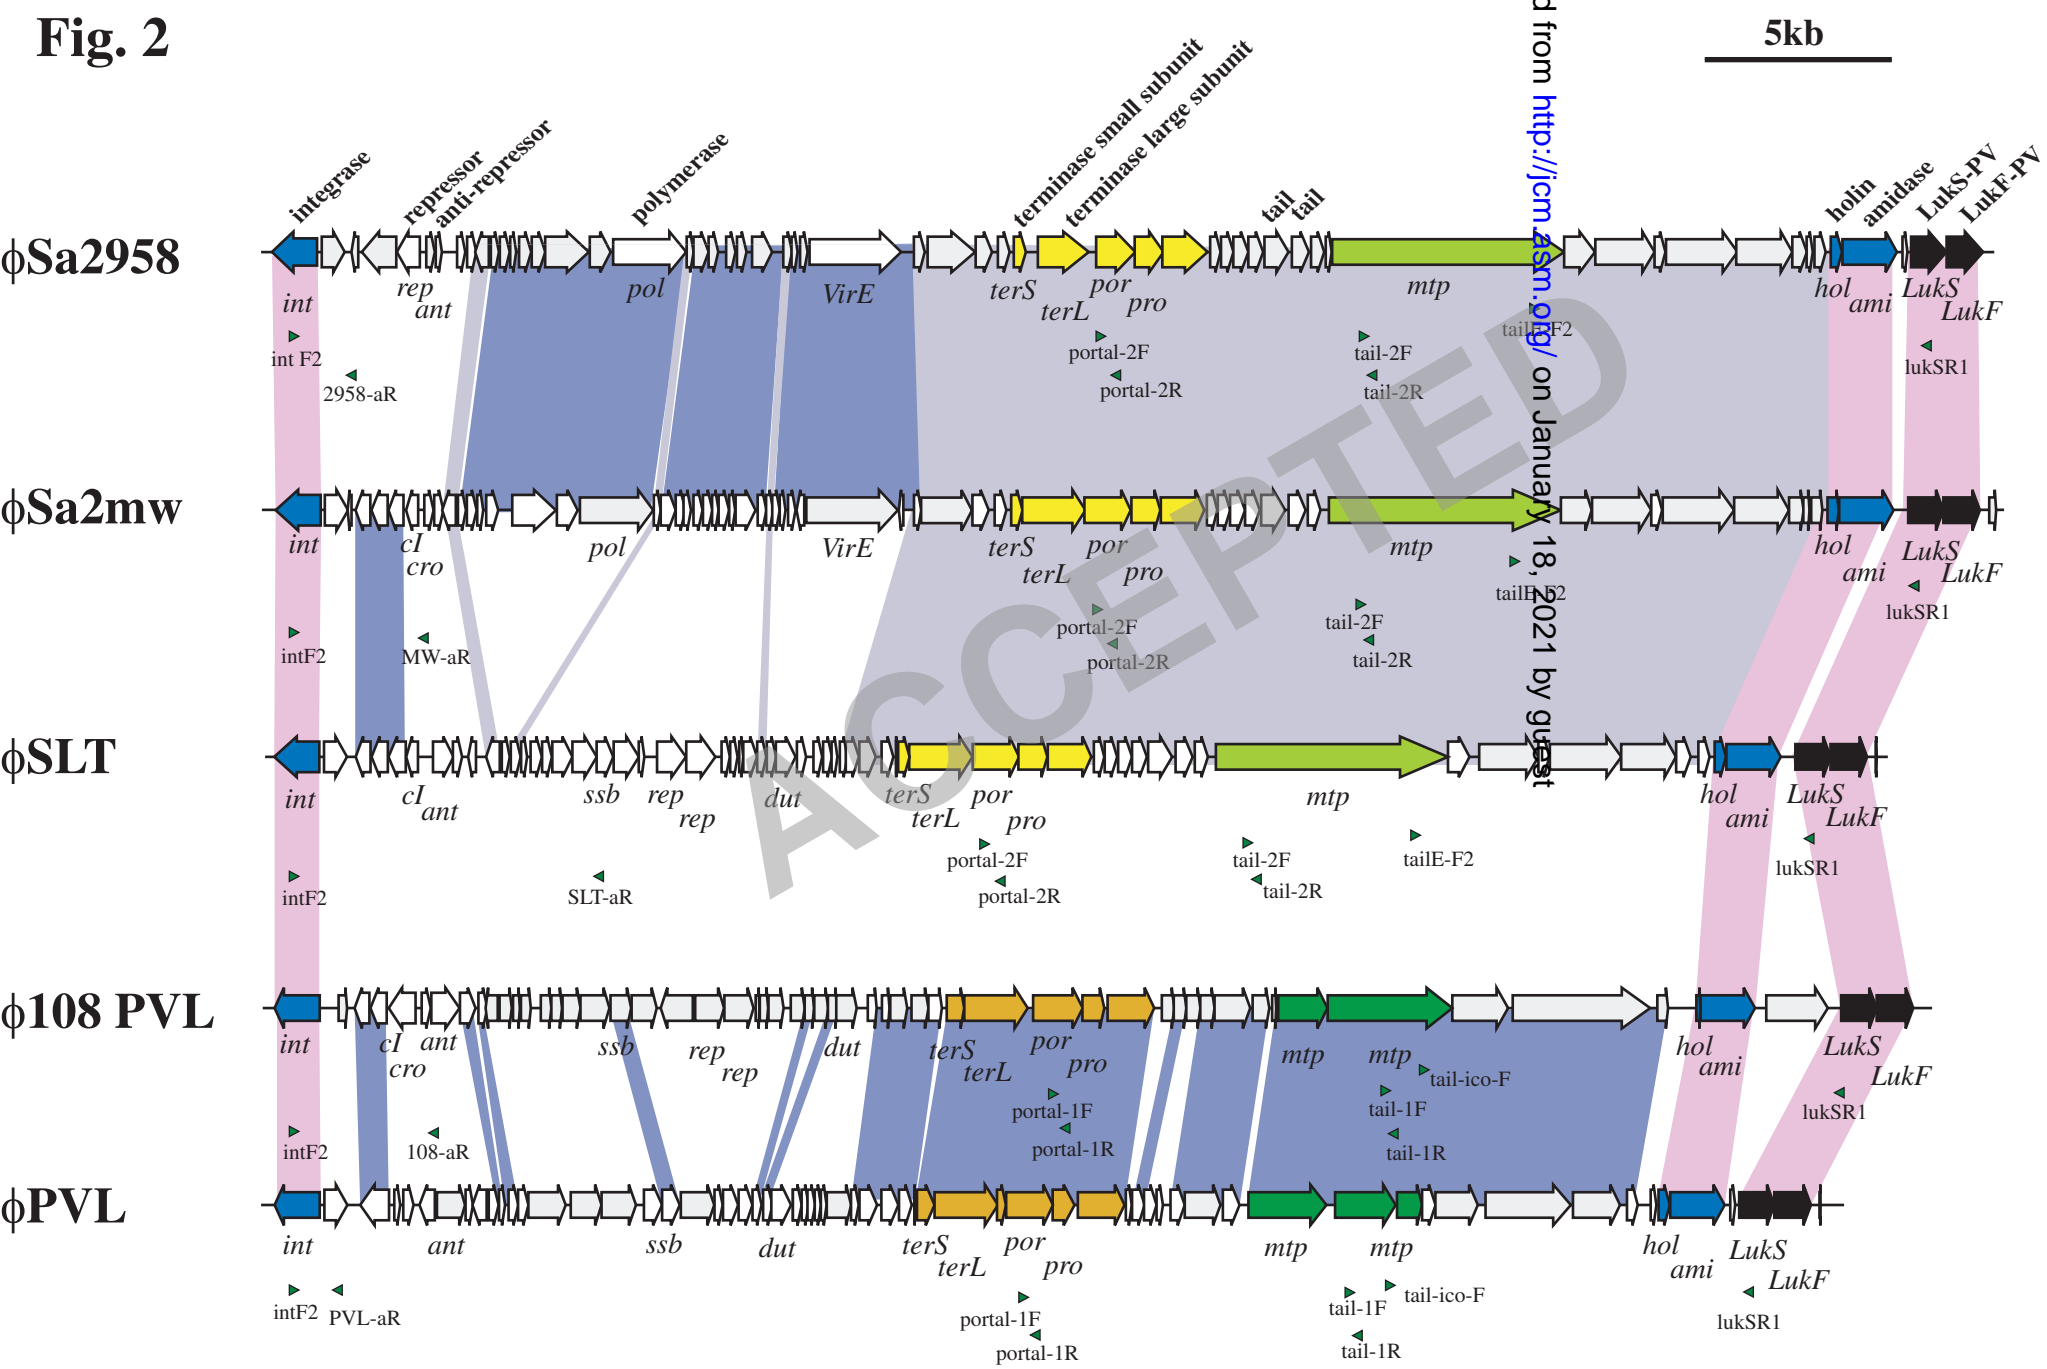 Fig. 2
5kb
integrase
repressor
anti-repressor
polymerase
terminase small subunit
terminase large subunit
tail
tail
holin
amidase
LukS-PV
LukF-PV
d from http://jcm.asm.org/ on January 18, 2021 by guest
ACCEPTED
ϕSa2958
int
rep
ant
pol
VirE
terS
terL
por
pro
mtp
hol
ami
LukS
LukF
int F2
2958-aR
portal-2F
portal-2R
tail-2F
tail-2R
tailE-F2
lukSR1
ϕSa2mw
int
cI
cro
pol
VirE
terS
terL
por
pro
mtp
hol
ami
LukS
LukF
intF2
MW-aR
portal-2F
portal-2R
tail-2F
tail-2R
tailE-F2
lukSR1
ϕSLT
int
cI
ant
ssb
rep
rep
dut
terS
terL
por
pro
mtp
hol
ami
LukS
LukF
intF2
SLT-aR
portal-2F
portal-2R
tail-2F
tail-2R
tailE-F2
lukSR1
ϕ108 PVL
int
cI
cro
ant
ssb
rep
rep
dut
terS
terL
por
pro
mtp
mtp
hol
ami
LukS
LukF
intF2
108-aR
portal-1F
portal-1R
tail-ico-F
tail-1F
tail-1R
lukSR1
ϕPVL
int
ant
ssb
dut
terS
terL
por
pro
mtp
mtp
hol
ami
LukS
LukF
intF2
PVL-aR
portal-1F
portal-1R
tail-1F
tail-ico-F
tail-1R
lukSR1